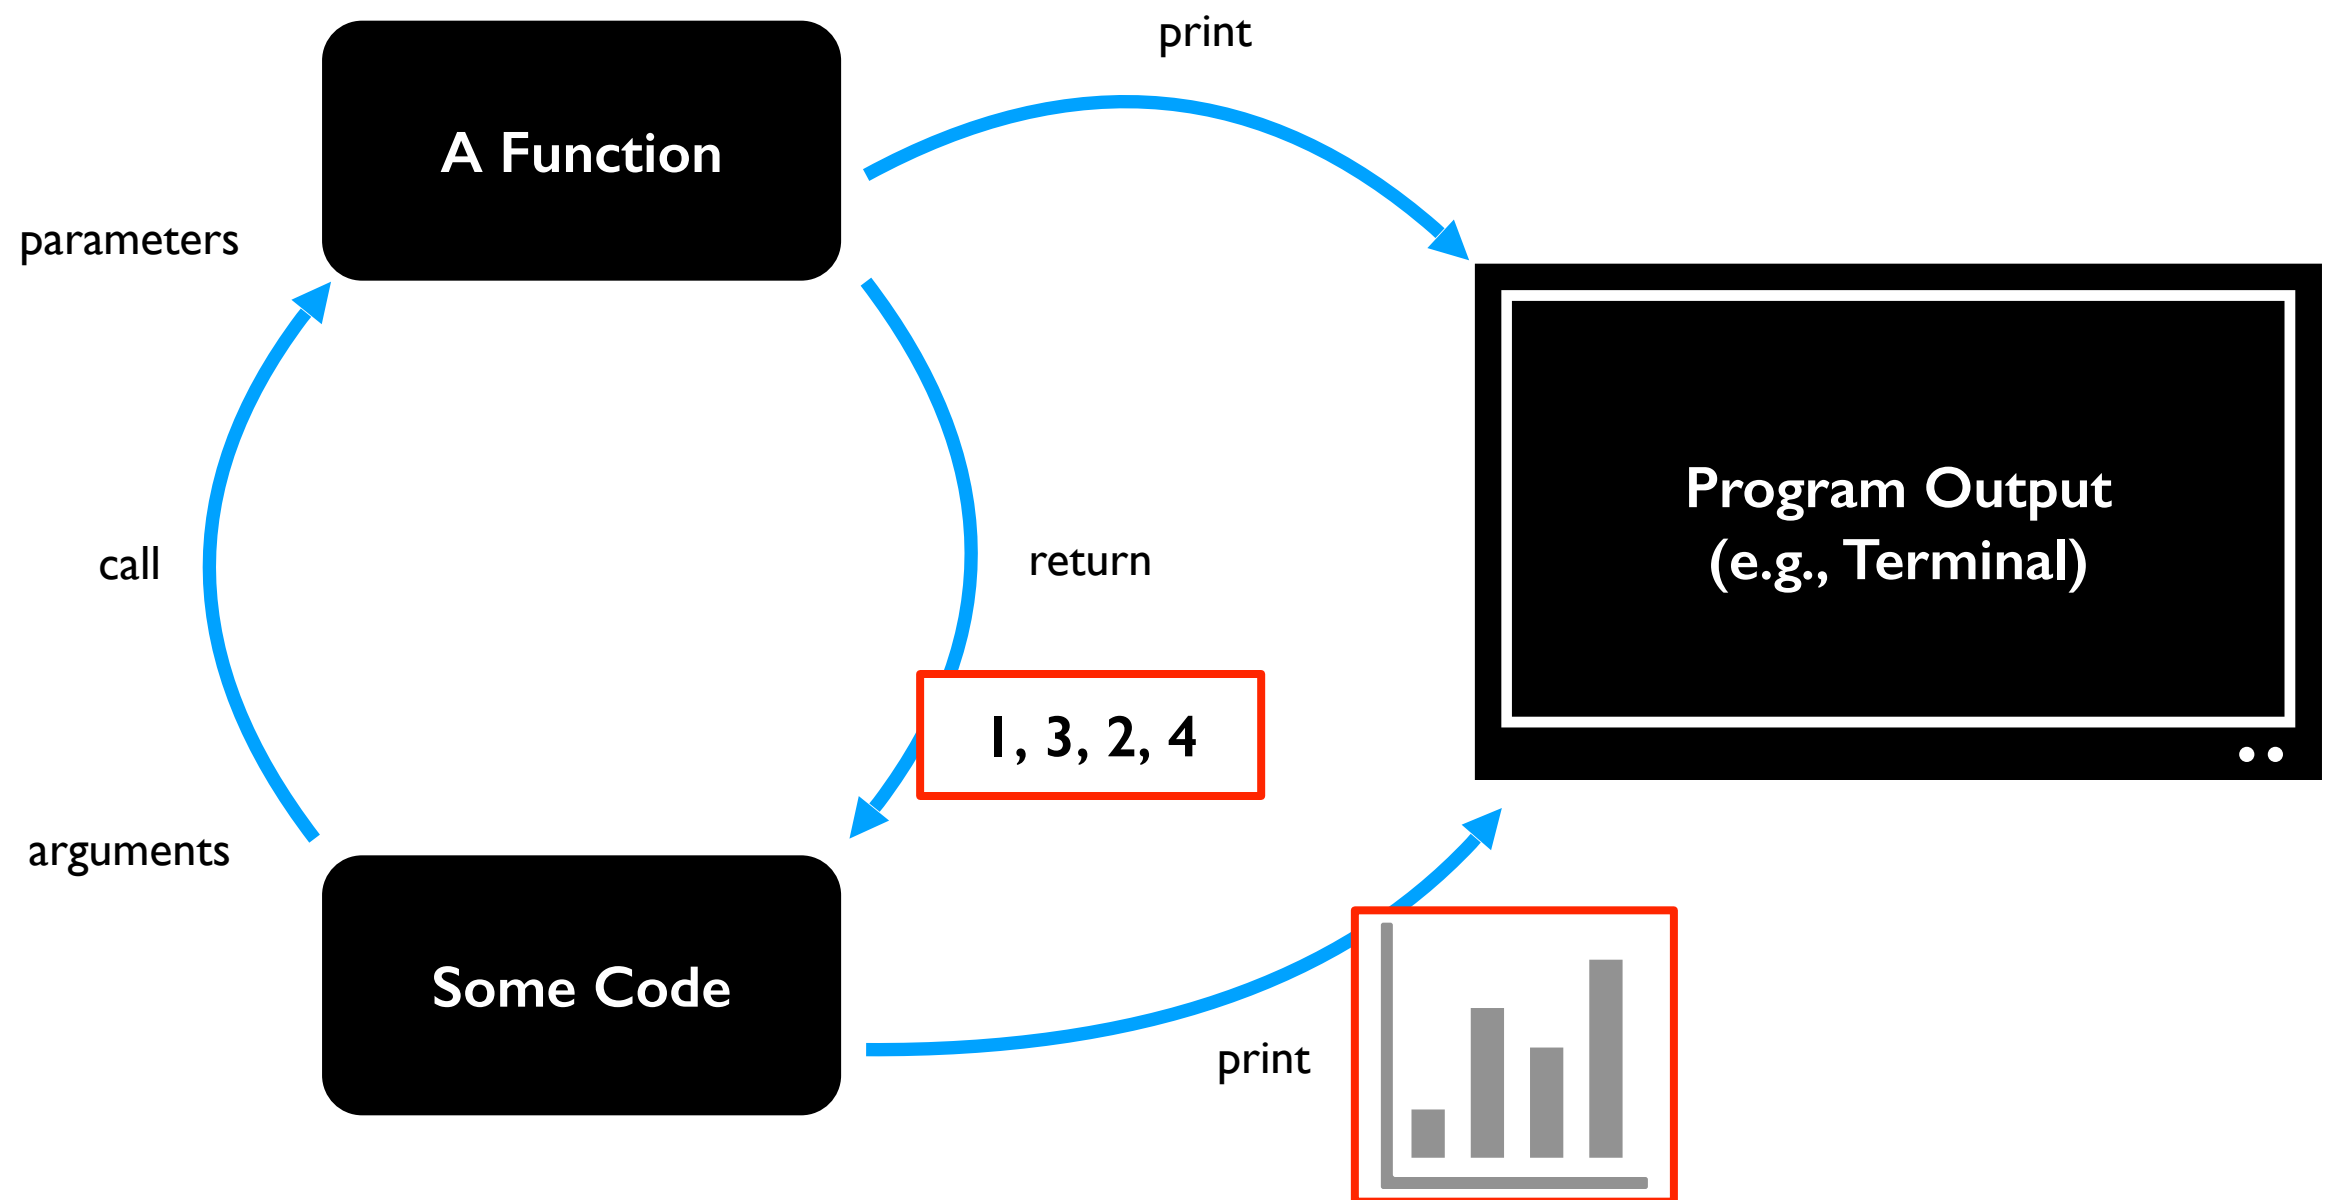 print
A Function
parameters
call
return
Program Output
(e.g., Terminal)
1, 3, 2, 4
arguments
Some Code
print